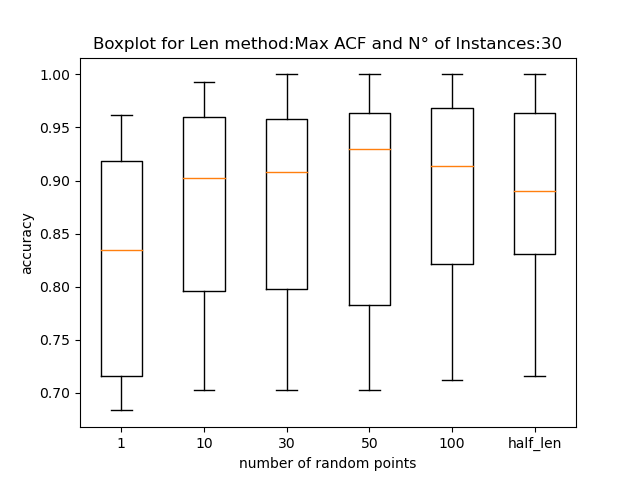 Boxplot for Len method:Max ACF and N° of Instances:30
1.00
0.95
0.90
0.85
0.80
0.75
0.70
accuracy
1 10 30 50 100 half_len
number of random points